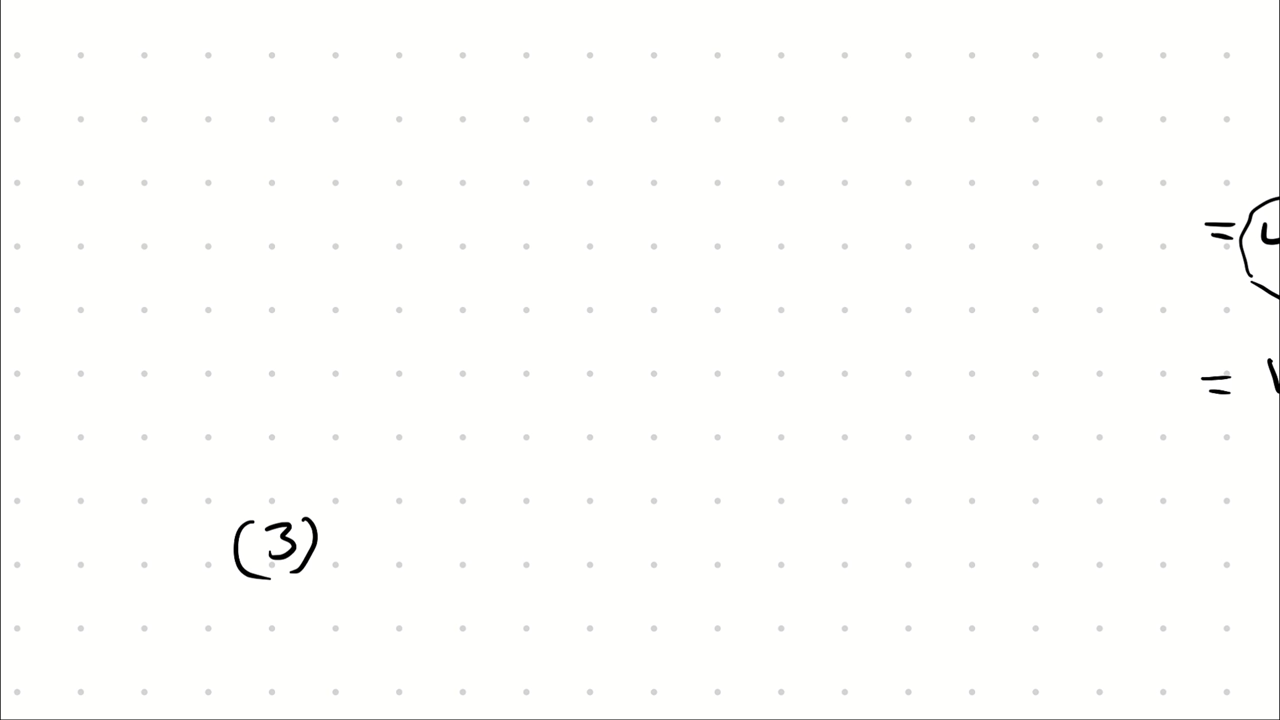 =
=
(3)